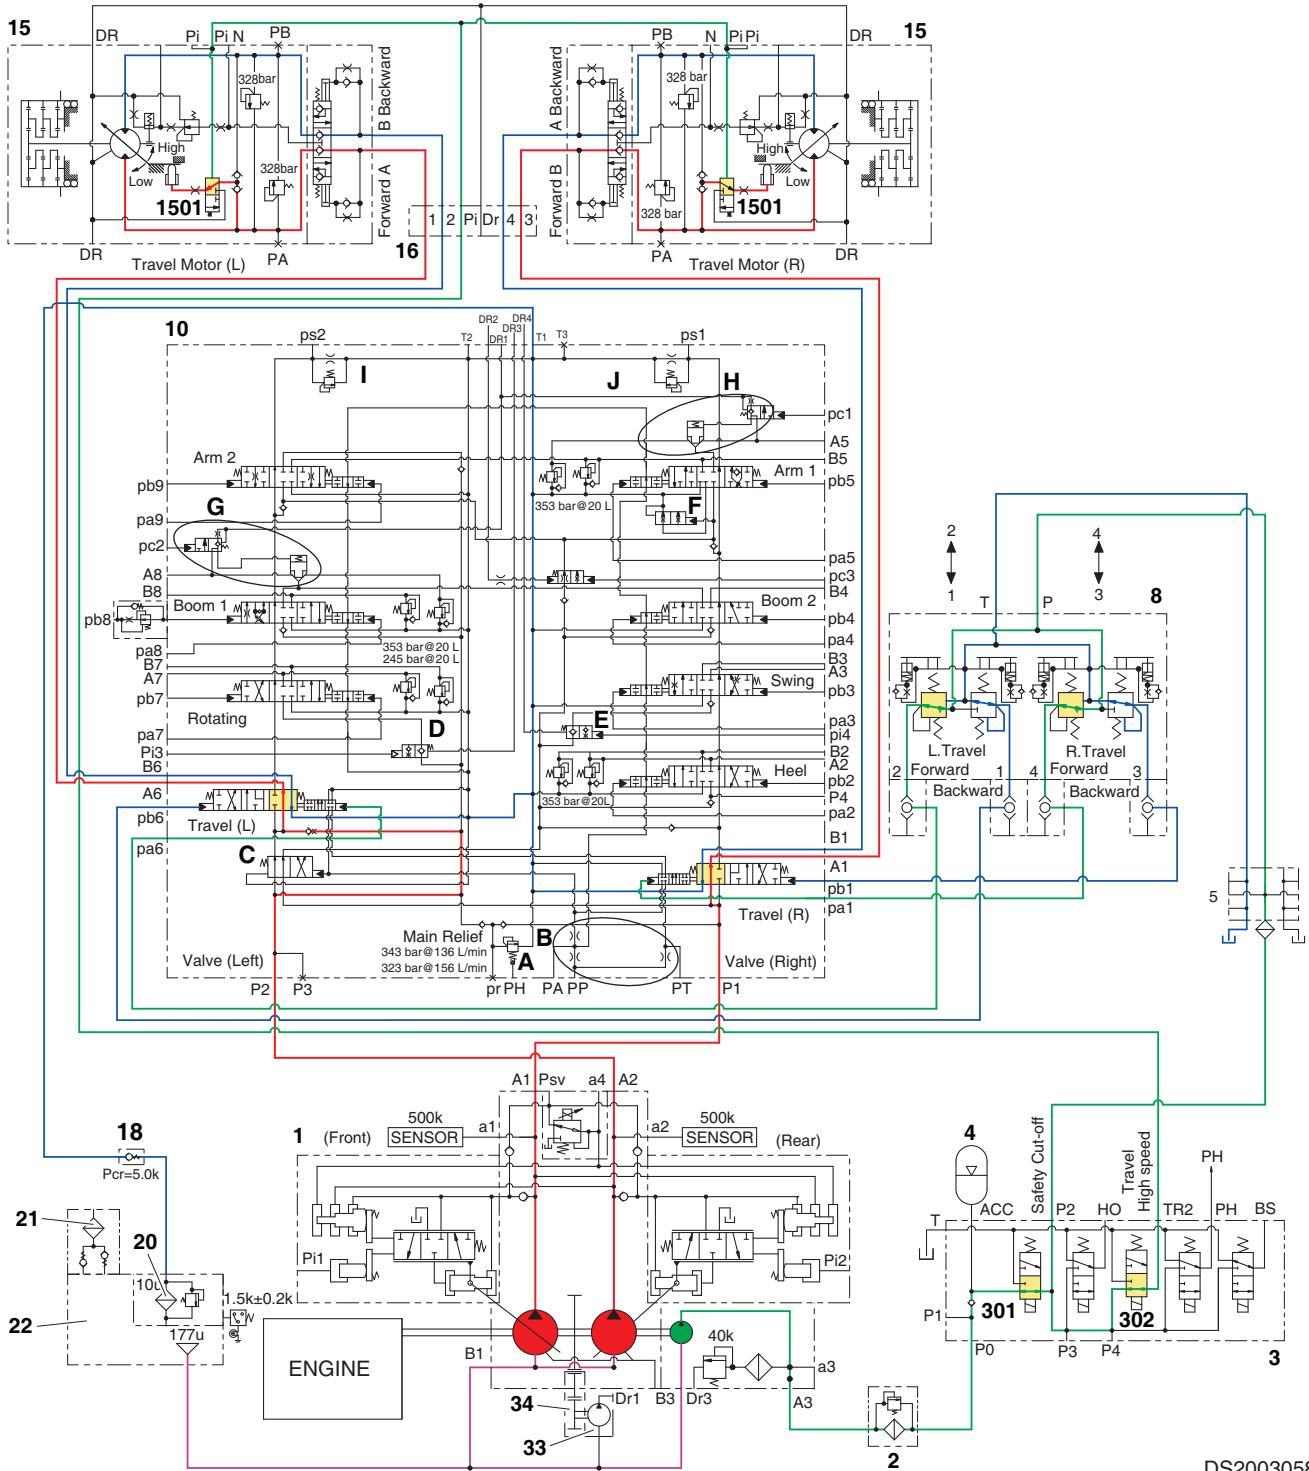 15
DR
Pi
Pi
N
PB
328bar
High
Low
1501
328bar
DR
PA
Travel Motor (L)
B Backward
Forward A
16
1
2
Pi
Dr
4
3
A Backward
Forward B
PB
N
Pi
Pi
DR
15
328 bar
High
Low
1501
328 bar
PA
DR
Travel Motor (R)
10
ps2
T2
DR2
DR1
DR3
DR4
T1
T3
ps1
I
J
H
pc1
A5
B5
Arm 2
Arm 1
pb9
pb5
353 bar@20 L
G
F
pa9
pc2
pa5
A8
pc3
B8
B4
Boom 1
Boom 2
pb8
pb4
pa8
353 bar@20 L
245 bar@20 L
pa4
B7
B3
A7
A3
pb7
Swing
pb3
Rotating
D
E
pa3
pa7
pi4
Pi3
B2
B6
A2
Heel
pb2
A6
353 bar@20L
P4
pb6
pa2
Travel (L)
B1
pa6
C
A1
pb1
Travel (R)
pa1
Main Relief
343 bar@136 L/min
323 bar@156 L/min
B
A
Valve (Left)
Valve (Right)
P2
P3
pr
PH
PA
PP
PT
P1
2
1
4
3
T
P
8
L.Travel
R.Travel
2
Forward
1
4
Forward
3
Backward
Backward
5
A1
Psv
a4
A2
500k
SENSOR
a1
a2
500k
SENSOR
1
(Front)
(Rear)
Pi1
Pi2
18
Pcr=5.0k
21
20
22
1.5k±0.2k
177u
ENGINE
B1
40k
a3
34
Dr1
B3
Dr3
A3
33
2
4
Safety Cut-off
Travel
High speed
PH
T
ACC
P2
HO
TR2
PH
BS
301
302
P1
P0
P3
P4
3